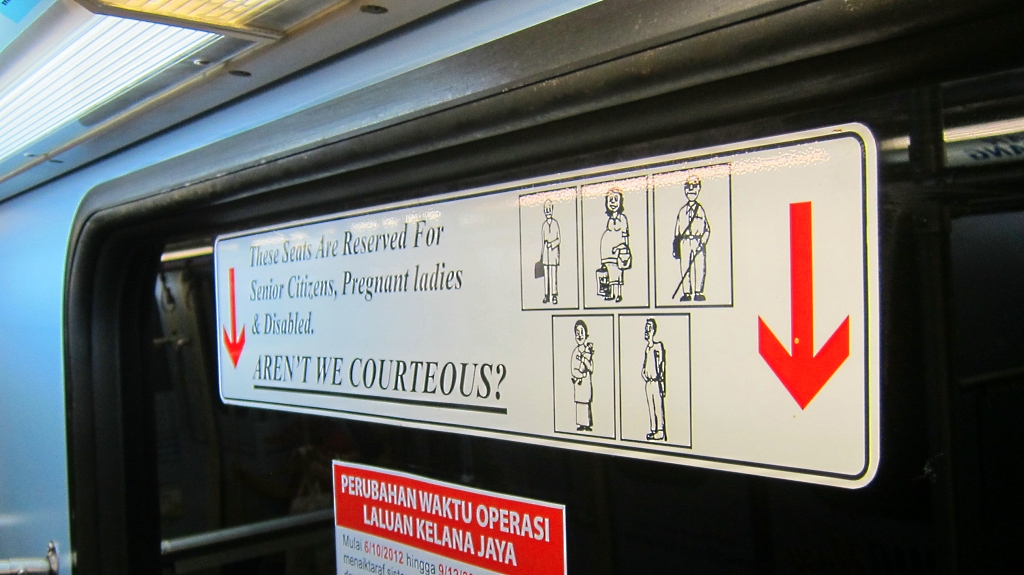 These Seats Are Reserved For
Senior Citizens, Pregnant ladies
& Disabled.
AREN'T WE COURTEOUS?
PERUBAHAN WAKTU OPERASI
LALUAN KELANA JAYA
Mulai 6/10/2012 hingga
menaiktaraf